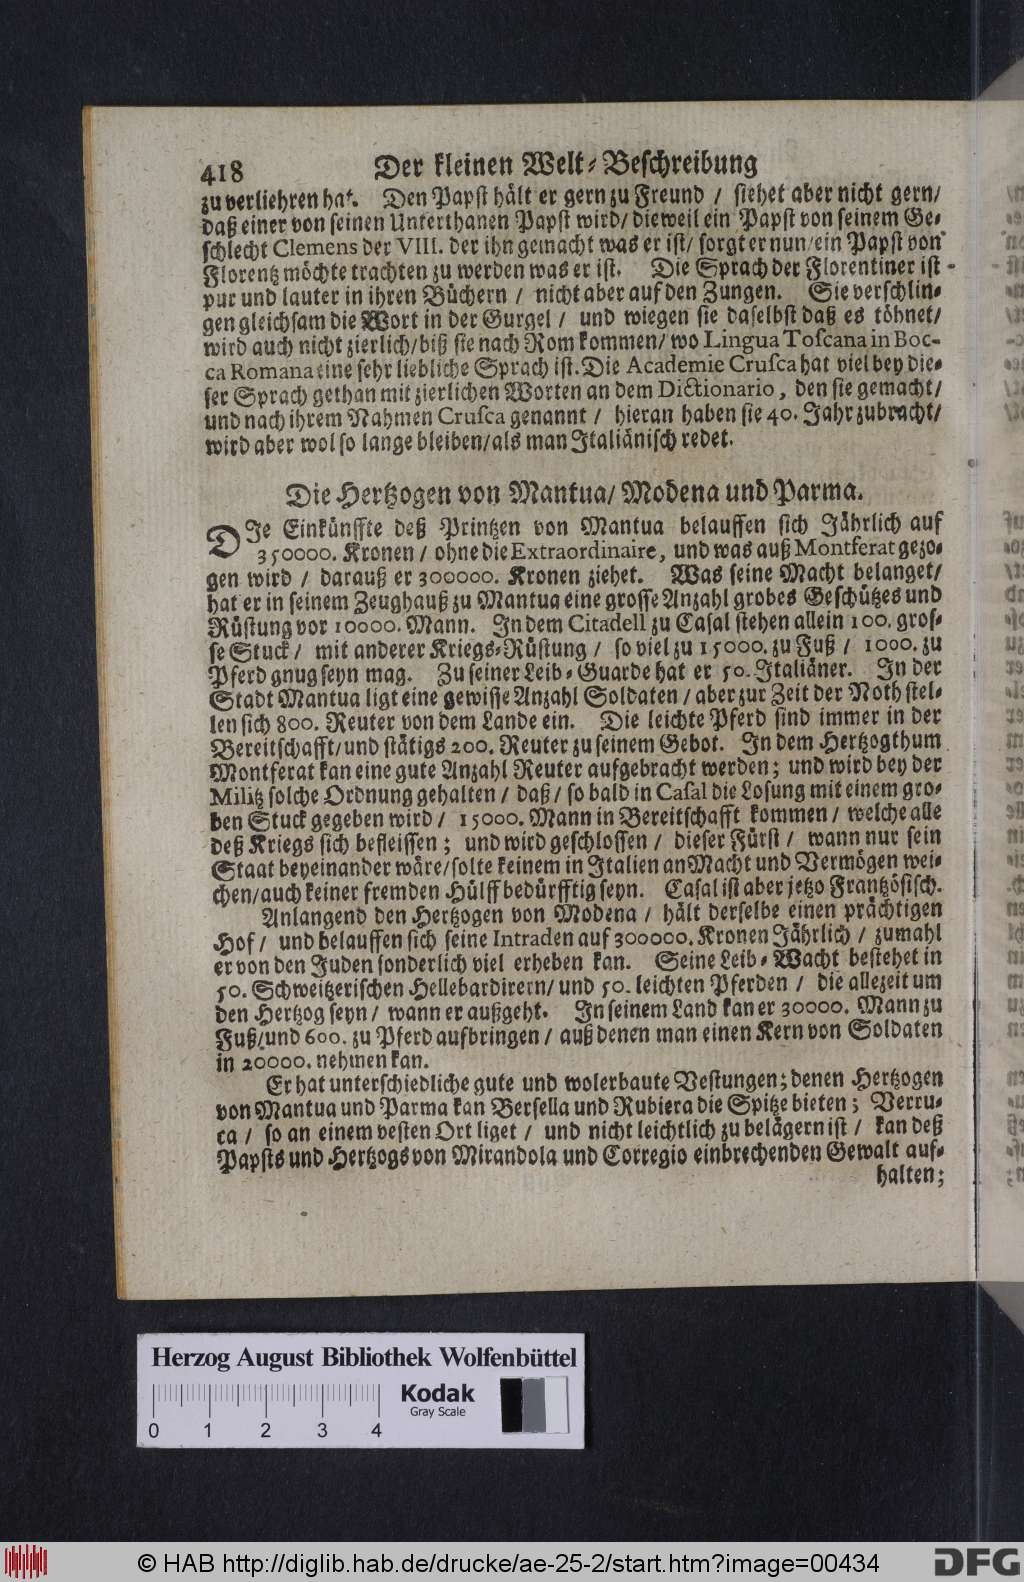 418 Der kleinen Welt-Beschreibung
zu verliehren hat. Den Papst hält er gern zu Freund / siehet aber nicht gern/
daß einer von seinen Unterthanen Papst wird/ dieweil ein Papst von seinem Ge-
schlecht Clemens der VIII. der ihn gemacht was er ist/ sorgt er nun/ein Papst von
Florentz möchte trachten zu werden was er ist. Die Sprach der Florentiner ist
pur und lauter in ihren Büchern / nicht aber auf den Zungen. Sie verschlin-
gen gleichsam die Wort in der Gurgel / und wiegen sie daselbst daß es töhnet/
wird auch nicht zierlich/biß sie nach Rom kommen/ wo Lingua Toscana in Boc-
ca Romana eine sehr liebliche Sprach ist. Die Academie Crusca hat viel bey die-
ser Sprach gethan mit zierlichen Worten an dem Dictionario, den sie gemacht/
und nach ihrem Nahmen Crusca genannt / hieran haben sie 40. Jahr zubracht/
wird aber wol so lange bleiben/als man Italiänisch redet.
Die Hertzogen von Mantua/ Modena und Parma.
DIe Einkünffte deß Printzen von Mantua belauffen sich Jährlich auf
350000. Kronen / ohne die Extraordinaire, und was auß Montferat gezo-
gen wird / darauß er 300000. Kronen ziehet. Was seine Macht belanget/
hat er in seinem Zeughauß zu Mantua eine grosse Anzahl grobes Geschützes und
Rüstung vor 10000. Mann. In dem Citadell zu Casal stehen allein 100. gros-
se Stuck / mit anderer Kriegs-Rüstung / so viel zu 15000. zu Fuß / 1000. zu
Pferd gnug seyn mag. Zu seiner Leib-Guarde hat er 50. Italiäner. In der
Stadt Mantua ligt eine gewisse Anzahl Soldaten / aber zur Zeit der Noth stel-
len sich 800. Reuter von dem Lande ein. Die leichte Pferd sind immer in der
Bereitschafft/und stätigs 200. Reuter zu seinem Gebot. In dem Hertzogthum
Montferat kan eine gute Anzahl Reuter aufgebracht werden; und wird bey der
Militz solche Ordnung gehalten / daß / so bald in Casal die Losung mit einem gro-
ben Stuck gegeben wird / 15000. Mann in Bereitschafft kommen / welche alle
deß Kriegs sich befleissen; und wird geschlossen / dieser Fürst / wann nur sein
Staat beyeinander wäre/solte keinem in Italien an Macht und Vermögen wei-
chen/auch keiner fremden Hülff bedürfftig seyn. Casal ist aber jetzo Frantzösisch.
Anlangend den Hertzogen von Modena / hält derselbe einen prächtigen
Hof / und belauffen sich seine Intraden auf 300000. Kronen Jährlich / zumahl
er von den Juden sonderlich viel erheben kan. Seine Leib-Wacht bestehet in
50. Schweitzerischen Hellebardirern/ und 50. leichten Pferden / die allezeit um
den Hertzog seyn / wann er außgeht. In seinem Land kan er 30000. Mann zu
Fuß/und 600. zu Pferd aufbringen / auß denen man einen Kern von Soldaten
in 20000. nehmen kan.
Er hat unterschiedliche gute und wolerbaute Vestungen; denen Hertzogen
von Mantua und Parma kan Bersella und Rubiera die Spitze bieten; Verru-
ca / so an einem vesten Ort liget / und nicht leichtlich zu belägern ist / kan deß
Papsts und Hertzogs von Mirandola und Corregio einbrechenden Gewalt auf-
halten;
Herzog August Bibliothek Wolfenbüttel
Kodak
Gray Scale
0 1 2 3 4
© HAB http://diglib.hab.de/drucke/ae-25-2/start.htm?image=00434
DFG